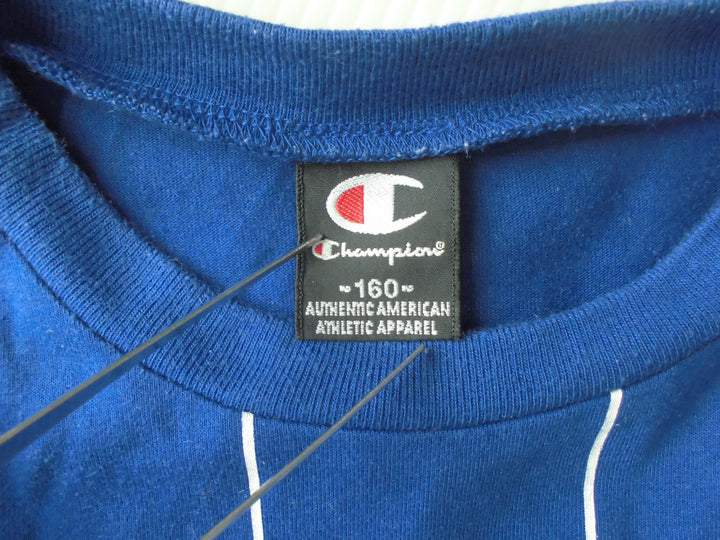 Champion®
~160~
AUTHENTIC AMERICAN
ATHLETIC APPAREL